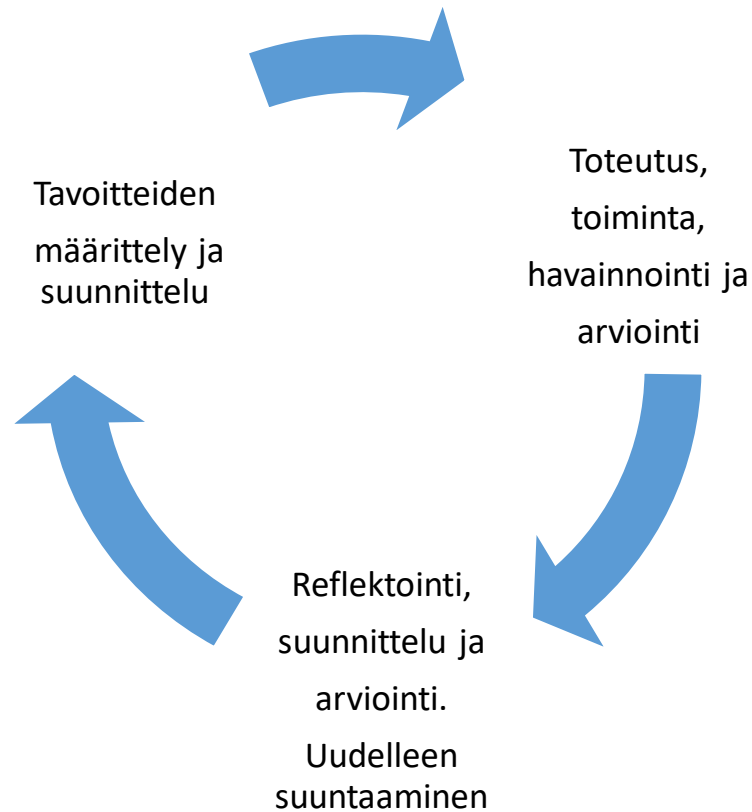 Tavoitteiden
määrittely ja
suunnittelu
Toteutus,
toiminta,
havainnointi ja
arviointi
Reflektointi,
suunnittelu ja
arviointi.
Uudelleen
suuntaaminen